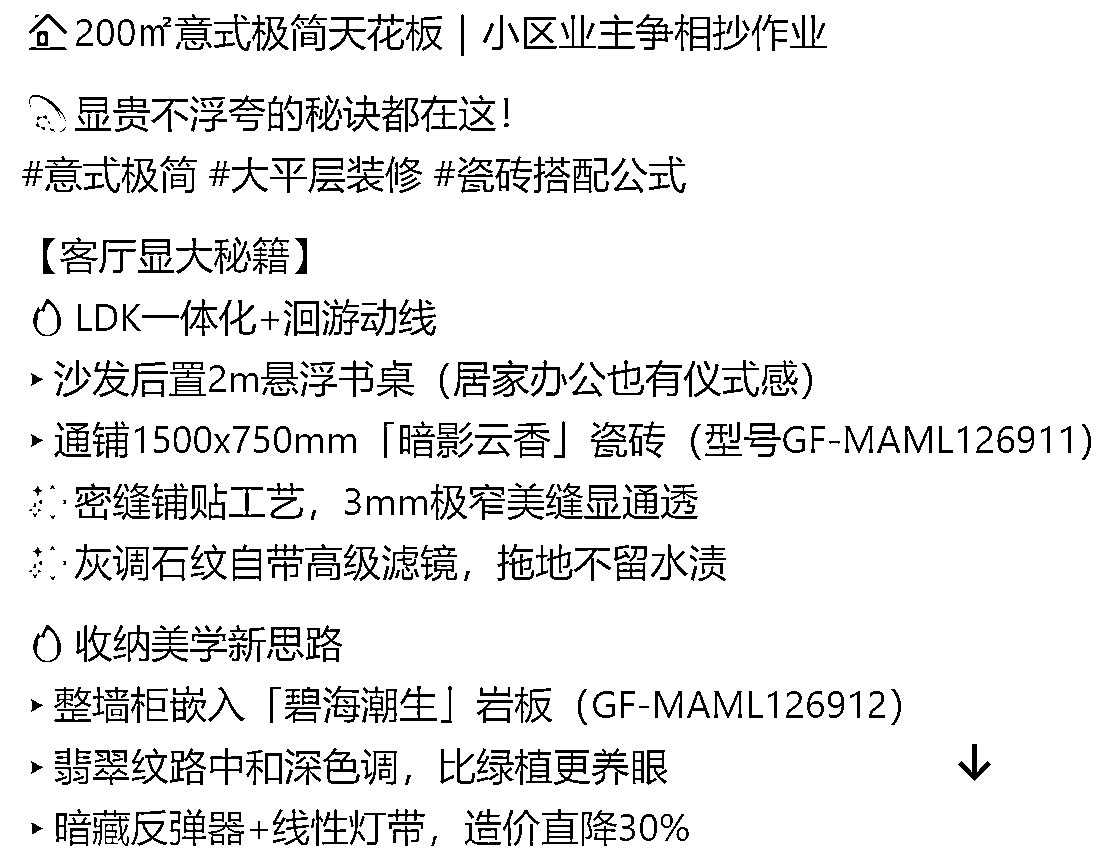 🏠200㎡意式极简天花板｜小区业主争相抄作业
💫显贵不浮夸的秘诀都在这！
#意式极简 #大平层装修 #瓷砖搭配公式
【客厅显大秘籍】
🔥 LDK一体化+洄游动线
▸ 沙发后置2m悬浮书桌（居家办公也有仪式感）
▸ 通铺1500x750mm「暗影云香」瓷砖（型号GF-MAML126911）
✨密缝铺贴工艺，3mm极窄美缝显通透
✨灰调石纹自带高级滤镜，拖地不留水渍
🔥 收纳美学新思路
▸ 整墙柜嵌入「碧海潮生」岩板（GF-MAML126912）
▸ 翡翠纹路中和深色调，比绿植更养眼
▸ 暗藏反弹器+线性灯带，造价直降30%